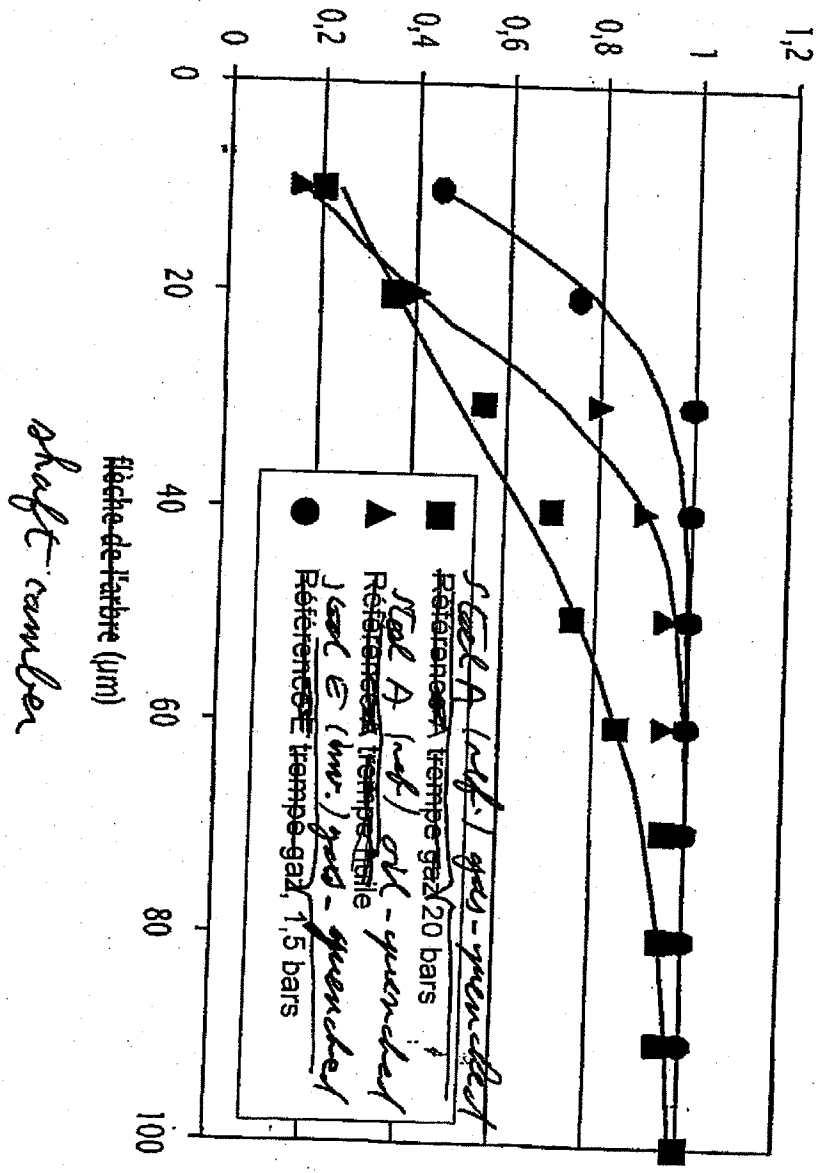 1,2
1
0,8
0,6
0,4
0,2
0
0
20
40
60
80
100
Steel A (ref.) gas-quenched
Référence A trempe gaz 20 bars
Steel A (ref) oil-quenched
Référence A trempe huile
Steel E (inv.) gas-quenched
Référence E trempe gaz, 1,5 bars
flèche de l'arbre (µm)
shaft camber